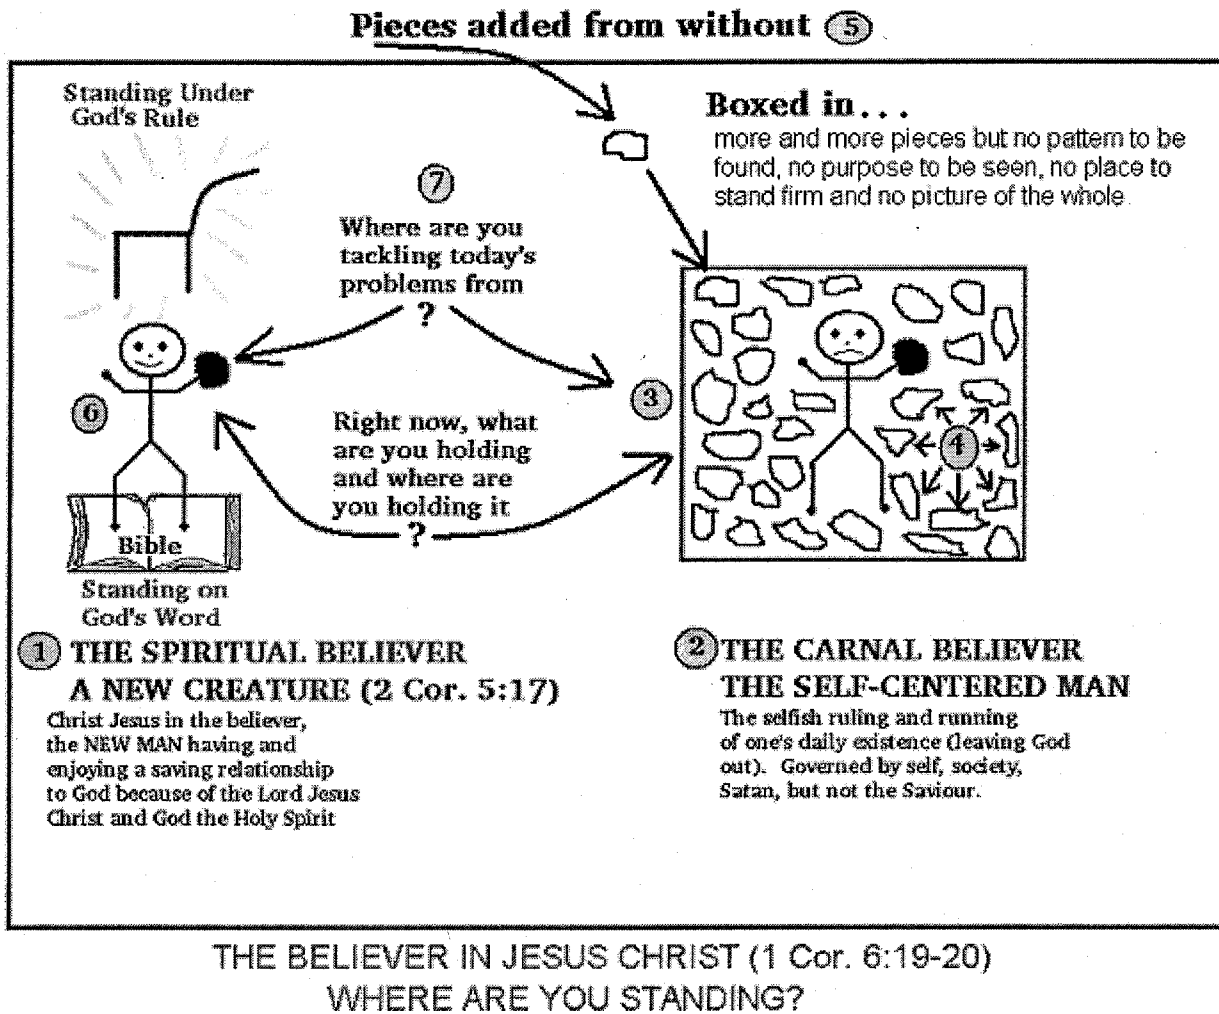 Pieces added from without 5
Standing Under
God's Rule
Boxed in...
more and more pieces but no pattern to be
found, no purpose to be seen, no place to
stand firm and no picture of the whole.
7
Where are you
tackling today's
problems from
?
3
4
6
Right now, what
are you holding
and where are
you holding it
?
Bible
Standing on
God's Word
1 THE SPIRITUAL BELIEVER
A NEW CREATURE (2 Cor. 5:17)
Christ Jesus in the believer,
the NEW MAN having and
enjoying a saving relationship
to God because of the Lord Jesus
Christ and God the Holy Spirit
2 THE CARNAL BELIEVER
THE SELF-CENTERED MAN
The selfish ruling and running
of one's daily existence (leaving God
out). Governed by self, society,
Satan, but not the Saviour.
THE BELIEVER IN JESUS CHRIST (1 Cor. 6:19-20)
WHERE ARE YOU STANDING?